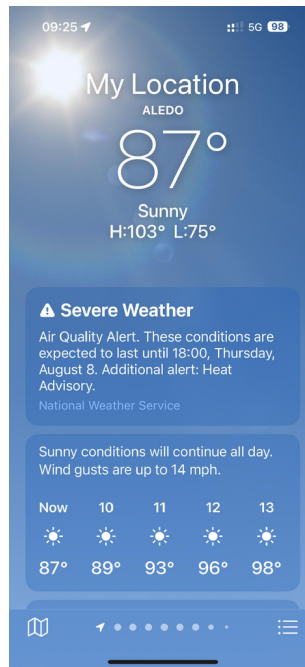 09:25 5G 98
My Location
ALEDO
87°
Sunny
H:103° L:75°
Severe Weather
Air Quality Alert. These conditions are
expected to last until 18:00, Thursday,
August 8. Additional alert: Heat
Advisory.
National Weather Service
Sunny conditions will continue all day.
Wind gusts are up to 14 mph.
Now 10 11 12 13
87° 89° 93° 96° 98°